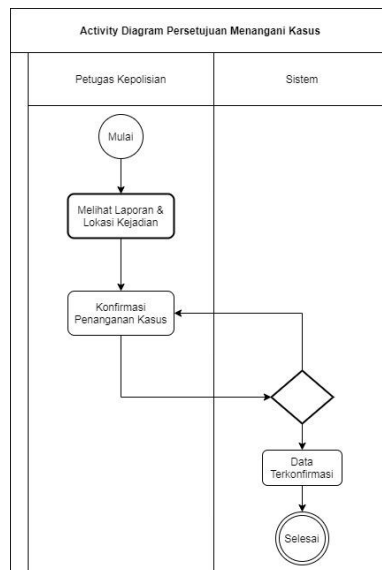 Activity Diagram Persetujuan Menangani Kasus
Petugas Kepolisian
Sistem
Mulai
Melihat Laporan &
Lokasi Kejadian
Konfirmasi
Penanganan Kasus
Data
Terkonfirmasi
Selesai